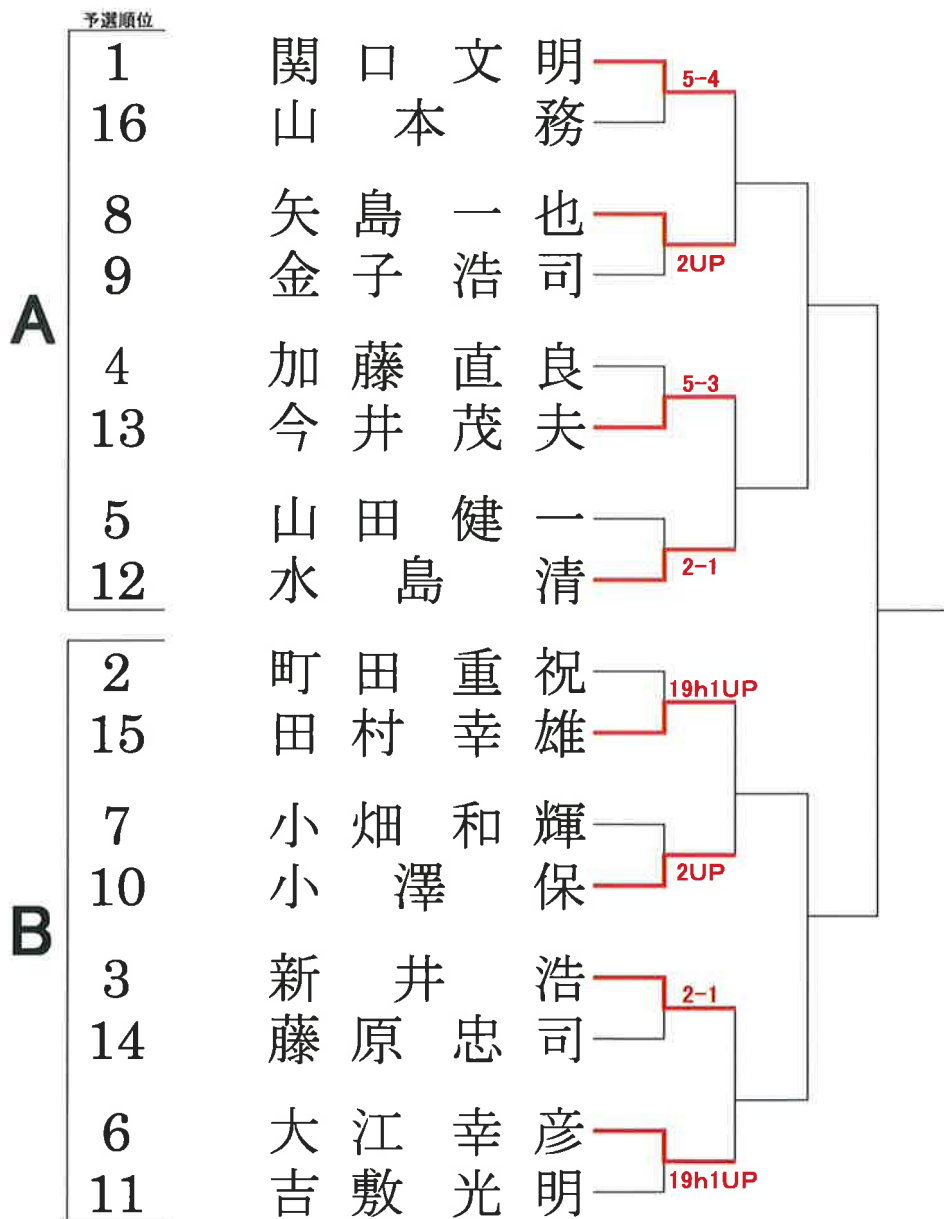 予選順位
A
1 関口文明
5-4
16 山本務
8 矢島一也
2UP
9 金子浩司
4 加藤直良
5-3
13 今井茂夫
5 山田健一
2-1
12 水島清
B
2 町田重祝
19h1UP
15 田村幸雄
7 小畑和輝
2UP
10 小澤保
3 新井浩
2-1
14 藤原忠司
6 大江幸彦
19h1UP
11 吉敷光明